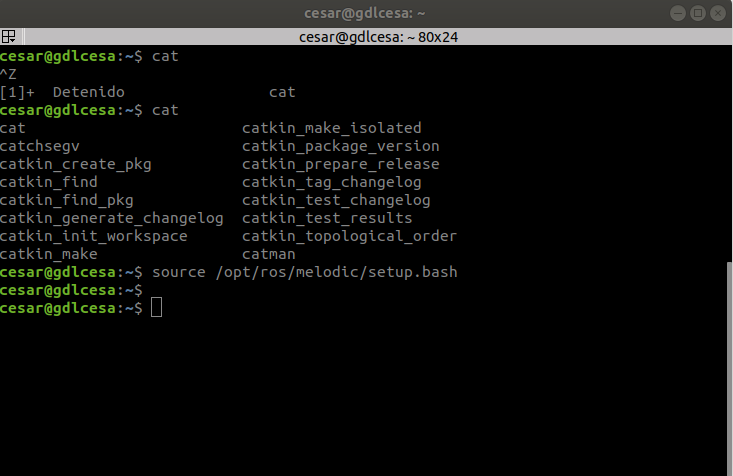 cesar@gdlcesa: ~
cesar@gdlcesa: ~ 80x24
cesar@gdlcesa:~$ cat
^Z
[1]+  Detenido                cat
cesar@gdlcesa:~$ cat
cat                        catkin_make_isolated
catchsegv                  catkin_package_version
catkin_create_pkg          catkin_prepare_release
catkin_find                catkin_tag_changelog
catkin_find_pkg            catkin_test_changelog
catkin_generate_changelog  catkin_test_results
catkin_init_workspace      catkin_topological_order
catkin_make                catman
cesar@gdlcesa:~$ source /opt/ros/melodic/setup.bash
cesar@gdlcesa:~$
cesar@gdlcesa:~$